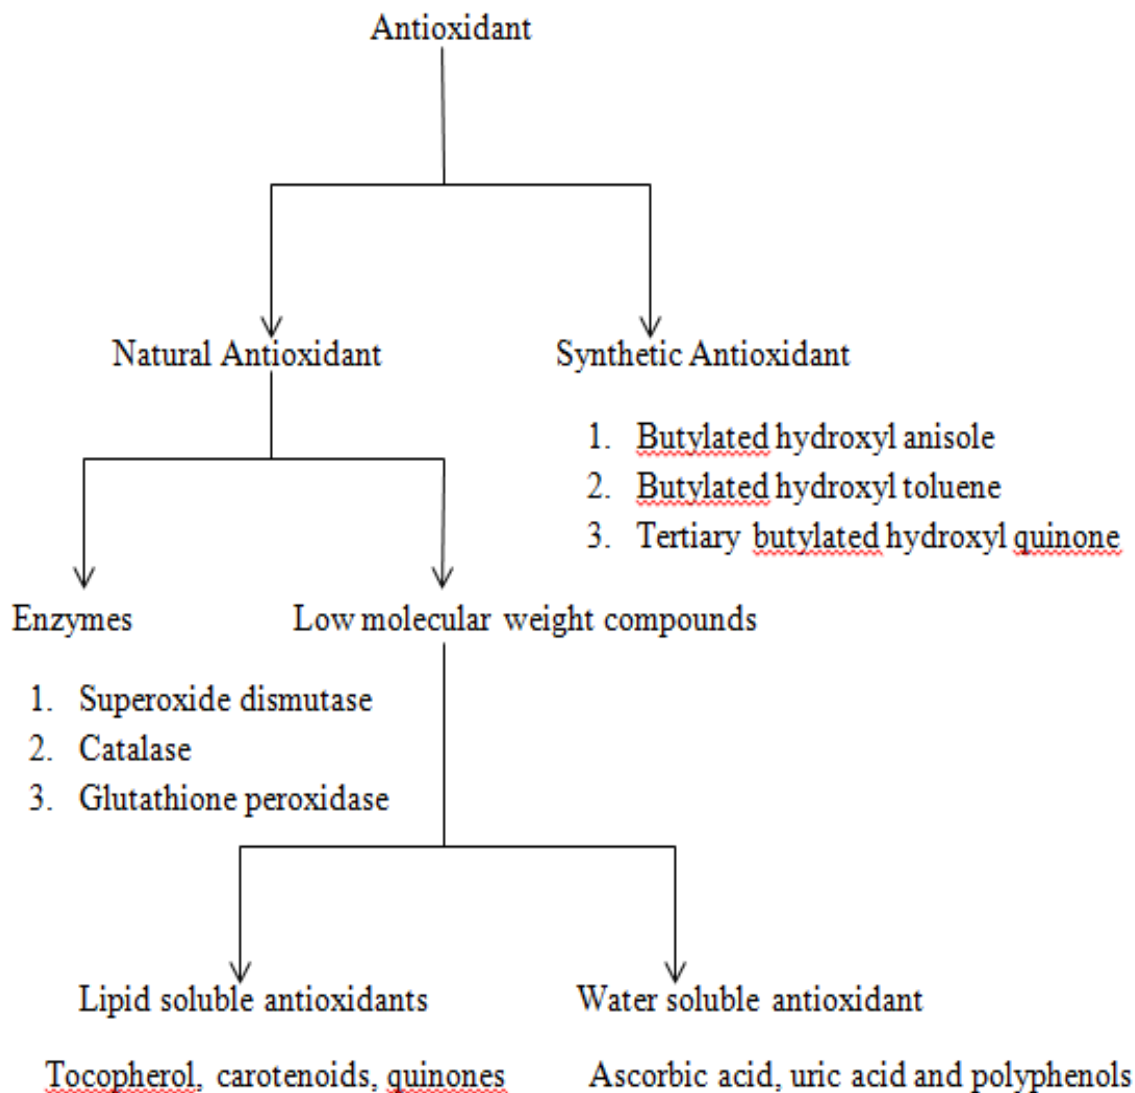 Antioxidant
Natural Antioxidant
Synthetic Antioxidant
1. Butylated hydroxyl anisole
2. Butylated hydroxyl toluene
3. Tertiary butylated hydroxyl quinone
Enzymes
Low molecular weight compounds
1. Superoxide dismutase
2. Catalase
3. Glutathione peroxidase
Lipid soluble antioxidants
Water soluble antioxidant
Tocopherol, carotenoids, quinones
Ascorbic acid, uric acid and polyphenols